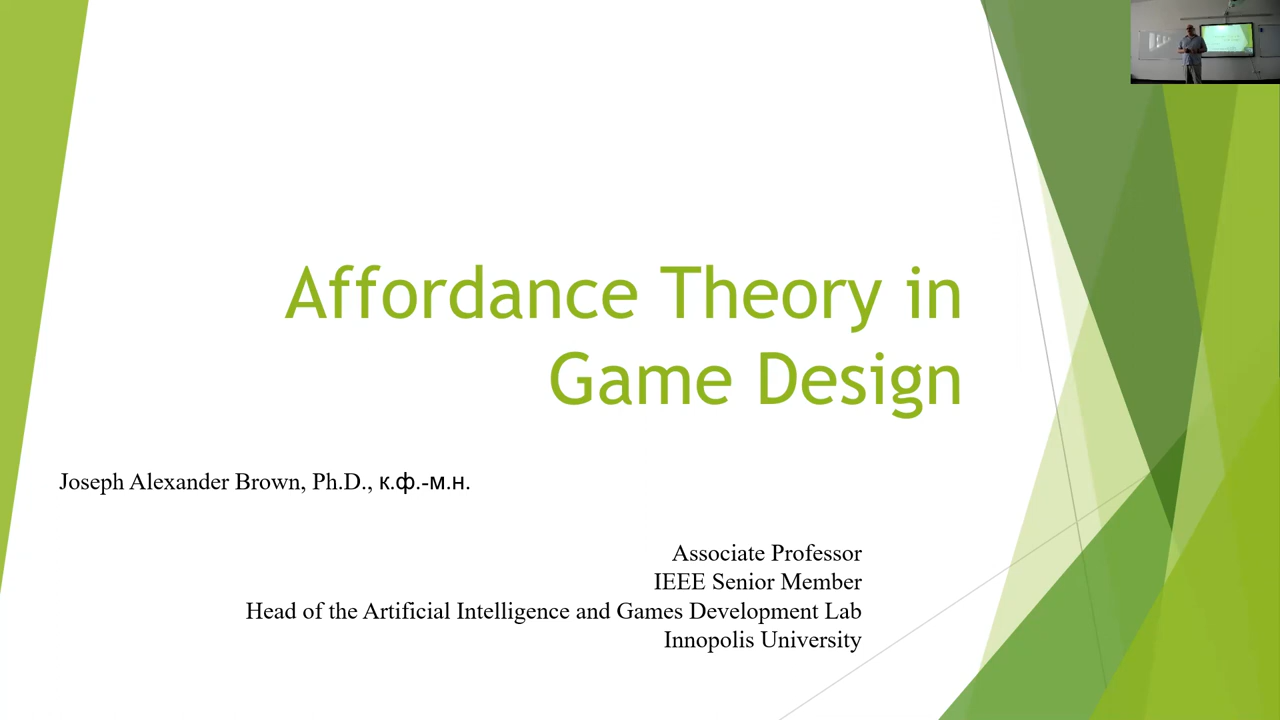 Affordance Theory in
Game Design
Joseph Alexander Brown, Ph.D., к.ф.-м.н.
Associate Professor
IEEE Senior Member
Head of the Artificial Intelligence and Games Development Lab
Innopolis University